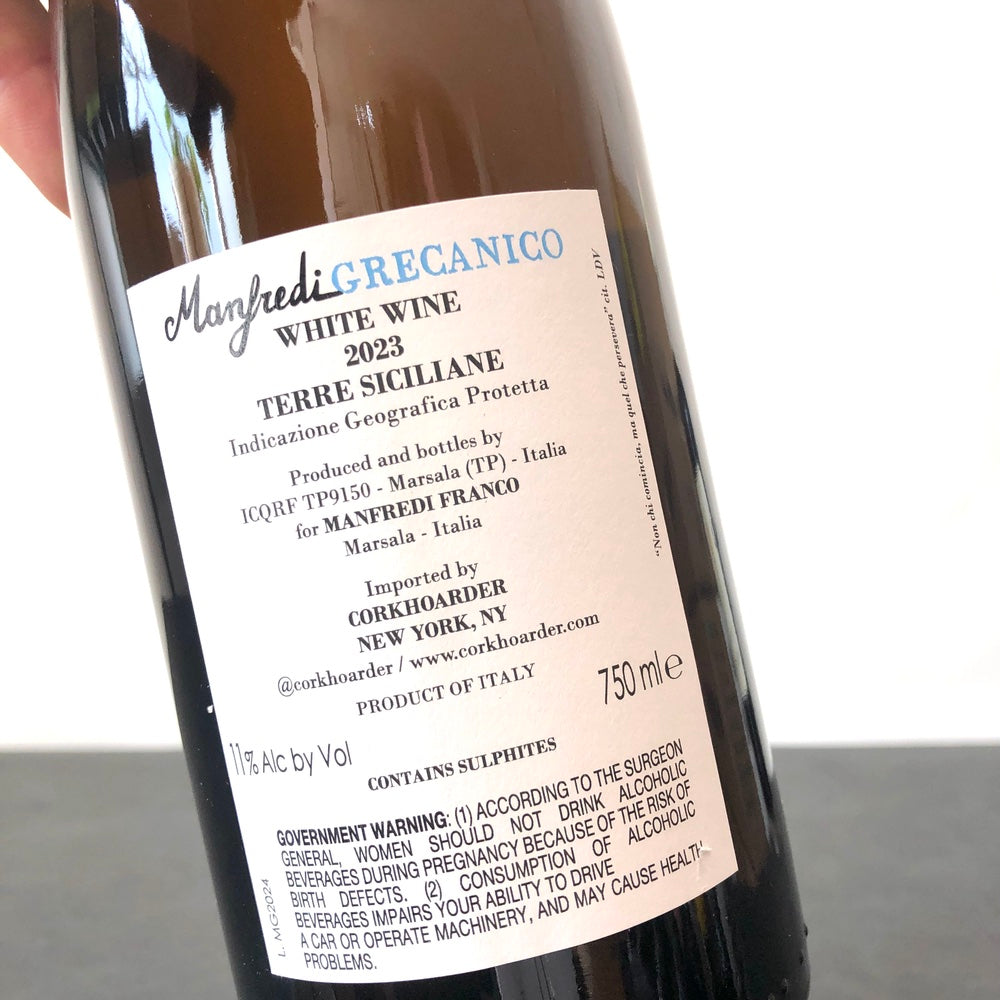 Manfredi GRECANICO
WHITE WINE
2023
TERRE SICILIANE
Indicazione Geografica Protetta
Produced and bottles by
ICQRF TP9150 - Marsala (TP) - Italia
for MANFREDI FRANCO
Marsala - Italia
Imported by
CORKHOARDER
NEW YORK, NY
@corkhoarder / www.corkhoarder.com
PRODUCT OF ITALY
750 ml e
11% Alc by Vol
CONTAINS SULPHITES
GOVERNMENT WARNING: (1) ACCORDING TO THE SURGEON
GENERAL, WOMEN SHOULD NOT DRINK ALCOHOLIC
BEVERAGES DURING PREGNANCY BECAUSE OF THE RISK OF
BIRTH DEFECTS. (2) CONSUMPTION OF ALCOHOLIC
BEVERAGES IMPAIRS YOUR ABILITY TO DRIVE
A CAR OR OPERATE MACHINERY, AND MAY CAUSE HEALTH
PROBLEMS.
L. MG2024
"Non chi comincia, ma quel che persevera" cit. LDV